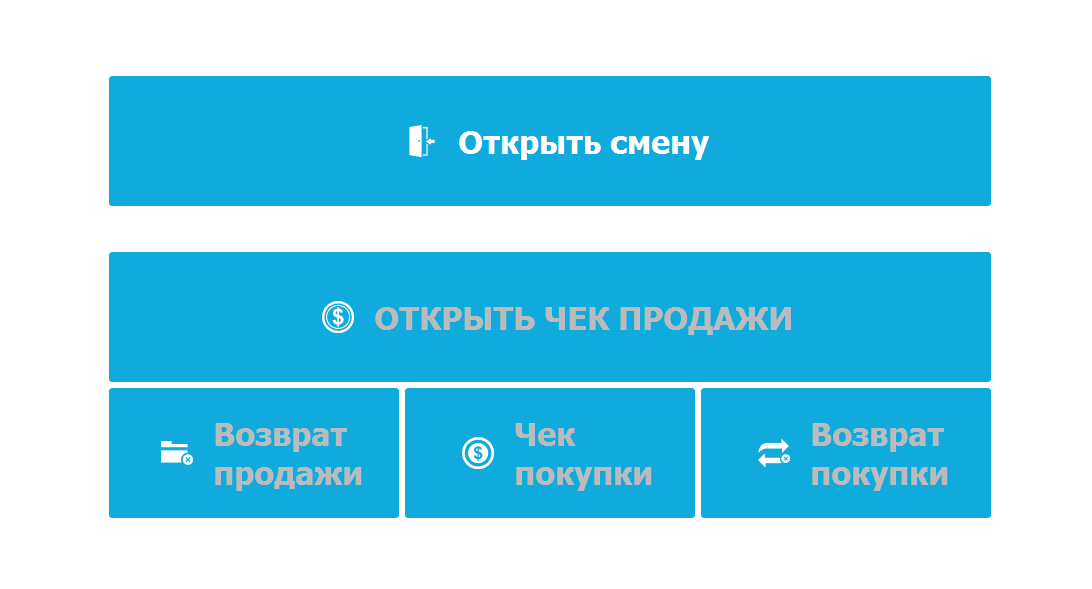 Открыть смену
ОТКРЫТЬ ЧЕК ПРОДАЖИ
Возврат
продажи
Чек
покупки
Возврат
покупки